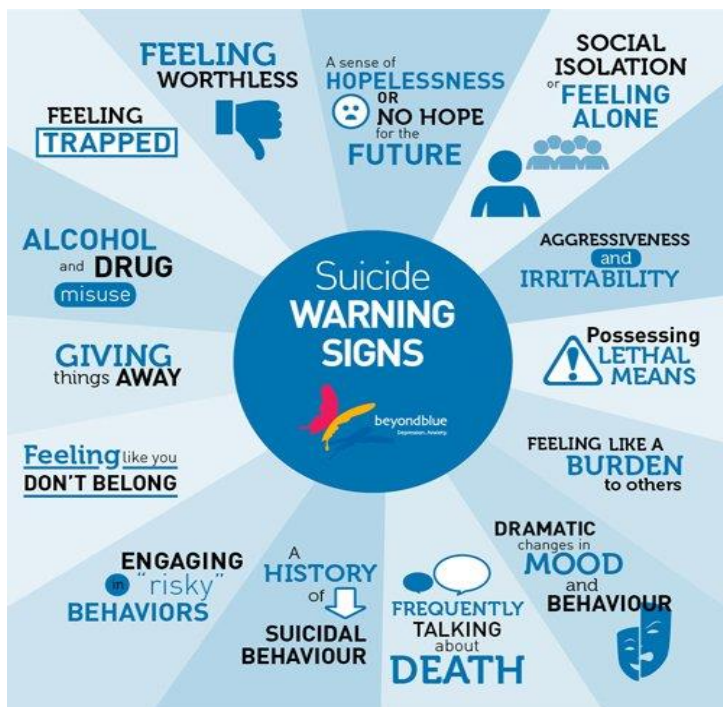 Suicide
WARNING
SIGNS
beyondblue
Depression. Anxiety.
FEELING
WORTHLESS
A sense of
HOPELESSNESS
OR
NO HOPE
for the
FUTURE
SOCIAL
ISOLATION
or FEELING
ALONE
AGGRESSIVENESS
and
IRRITABILITY
Possessing
LETHAL
MEANS
FEELING LIKE A
BURDEN
to others
DRAMATIC
changes in
MOOD
and
BEHAVIOUR
FREQUENTLY
TALKING
about
DEATH
A
HISTORY
of
SUICIDAL
BEHAVIOUR
ENGAGING
in "risky"
BEHAVIORS
Feeling like you
DON'T BELONG
GIVING
things AWAY
ALCOHOL
and DRUG
misuse
FEELING
TRAPPED